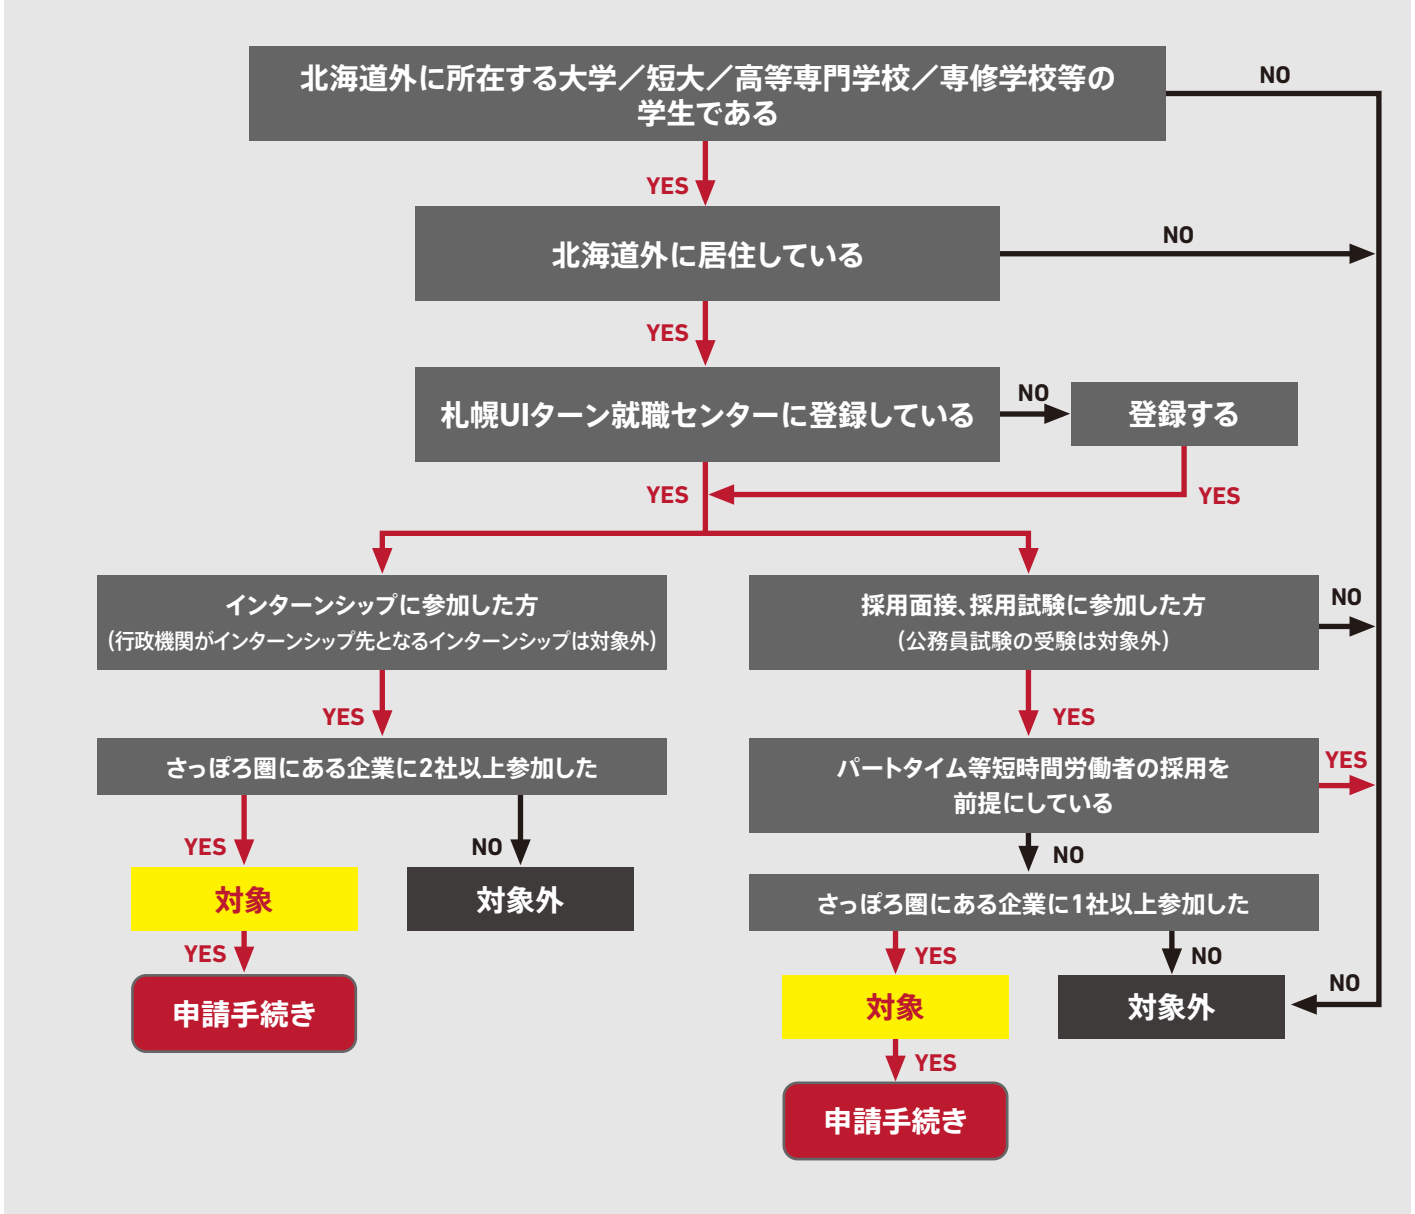 北海道外に所在する大学／短大／高等専門学校／専修学校等の
学生である
NO
YES
北海道外に居住している
NO
YES
札幌UIターン就職センターに登録している
NO
登録する
YES
YES
インターンシップに参加した方
（行政機関がインターンシップ先となるインターンシップは対象外）
採用面接、採用試験に参加した方
（公務員試験の受験は対象外）
NO
YES
YES
さっぽろ圏にある企業に2社以上参加した
パートタイム等短時間労働者の採用を
前提にしている
YES
YES
NO
NO
対象
対象外
さっぽろ圏にある企業に1社以上参加した
YES
YES
NO
NO
申請手続き
対象
対象外
YES
申請手続き